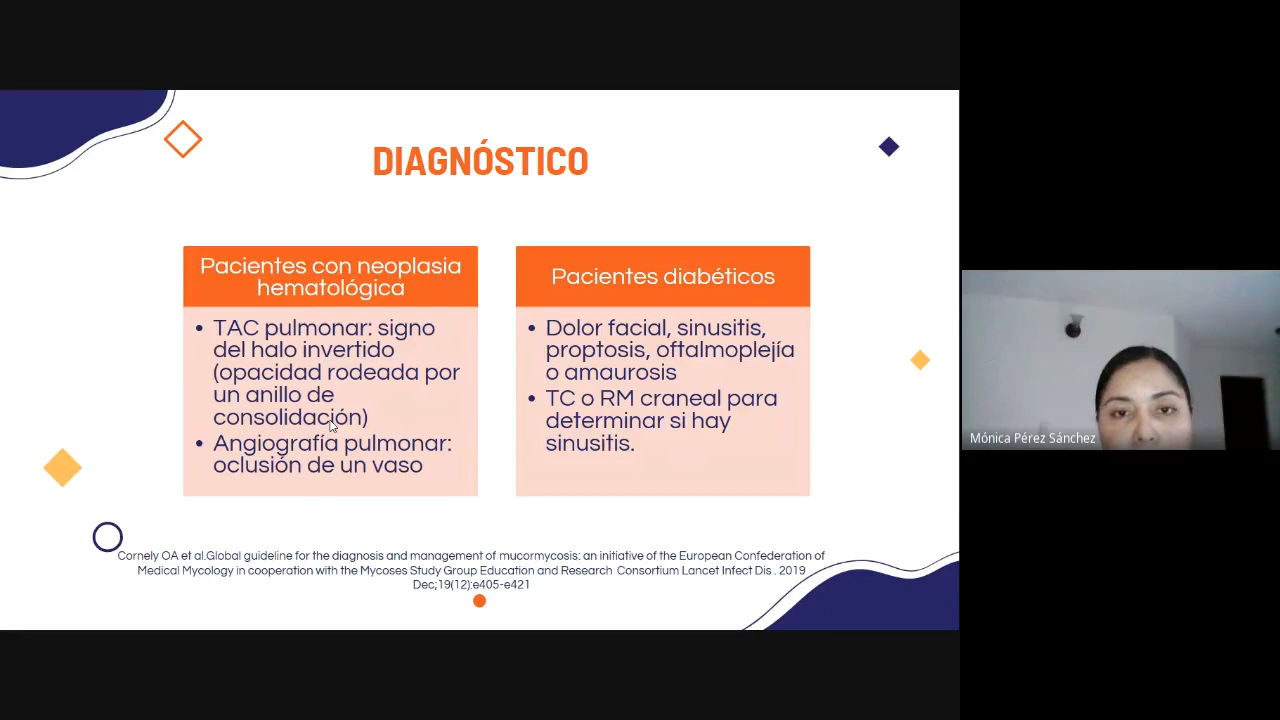 DIAGNÓSTICO
Pacientes con neoplasia
hematológica
• TAC pulmonar: signo
del halo invertido
(opacidad rodeada por
un anillo de
consolidación)
• Angiografía pulmonar:
oclusión de un vaso
Pacientes diabéticos
• Dolor facial, sinusitis,
proptosis, oftalmoplejía
o amaurosis
• TC o RM craneal para
determinar si hay
sinusitis.
Cornely OA et al.Global guideline for the diagnosis and management of mucormycosis: an initiative of the European Confederation of
Medical Mycology in cooperation with the Mycoses Study Group Education and Research Consortium Lancet Infect Dis . 2019
Dec;19(12):e405-e421
Mónica Pérez Sánchez